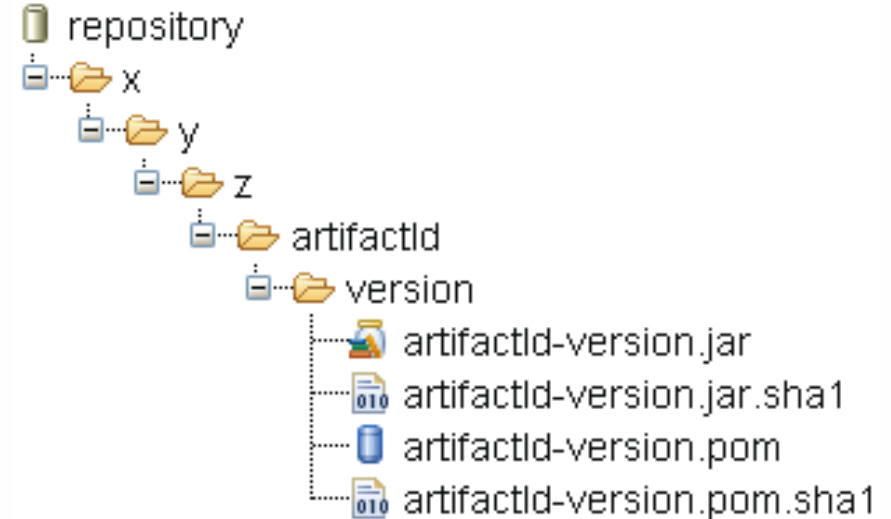 repository
x
y
z
artifactId
version
artifactId-version.jar
artifactId-version.jar.sha1
artifactId-version.pom
artifactId-version.pom.sha1